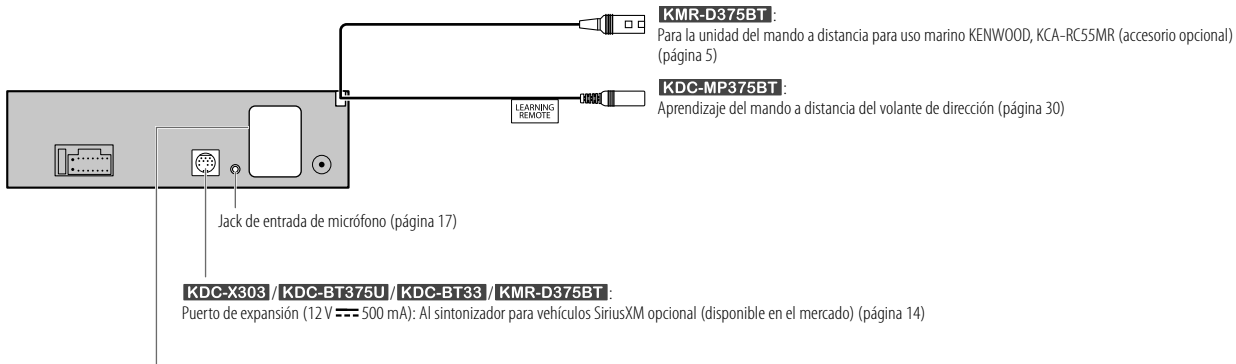 KMR-D375BT:
Para la unidad del mando a distancia para uso marino KENWOOD, KCA-RC55MR (accesorio opcional)
(página 5)
KDC-MP375BT:
Aprendizaje del mando a distancia del volante de dirección (página 30)
LEARNING
REMOTE
Jack de entrada de micrófono (página 17)
KDC-X303/KDC-BT375U/KDC-BT33/KMR-D375BT:
Puerto de expansión (12 V ⎓ 500 mA): Al sintonizador para vehículos SiriusXM opcional (disponible en el mercado) (página 14)